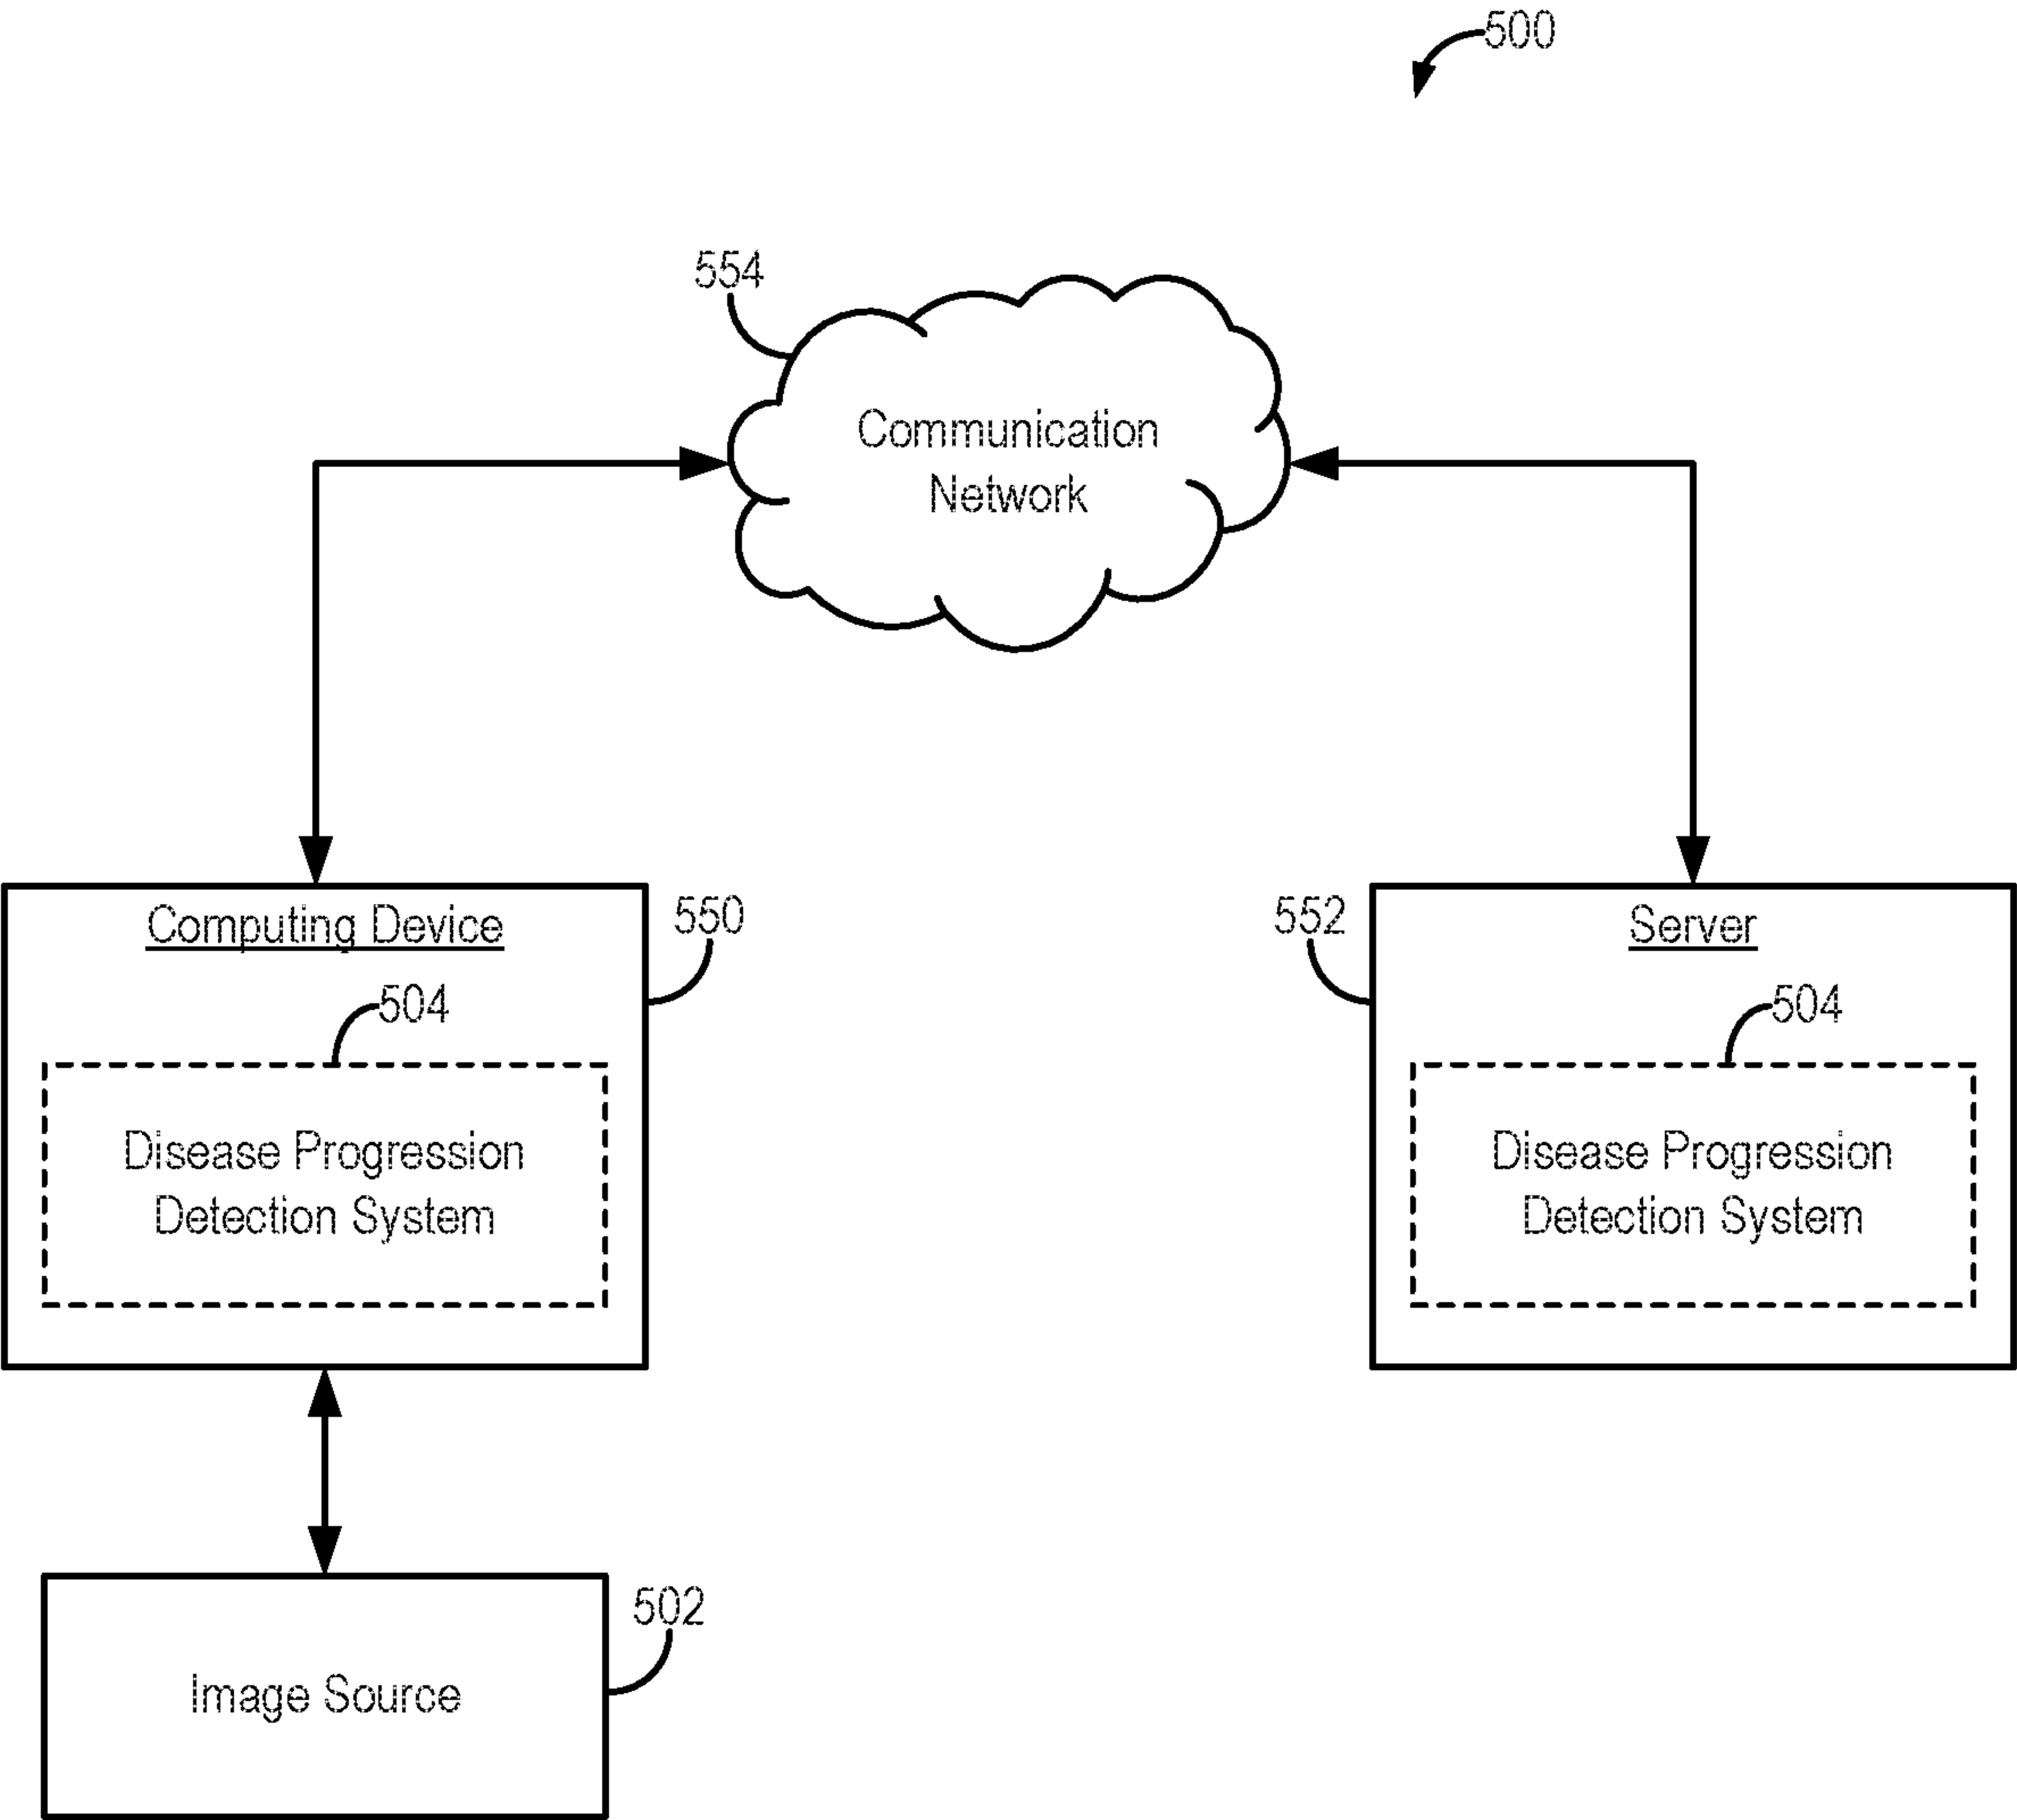 500
554
Communication
Network
Computing Device
550
504
Disease Progression
Detection System
552
Server
504
Disease Progression
Detection System
502
Image Source